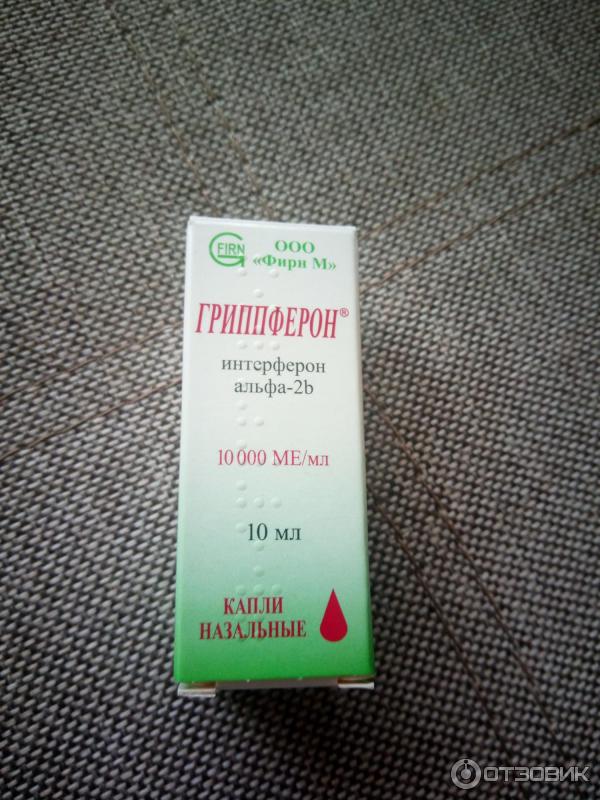 FIRN
ООО
«Фирн М»
ГРИППФЕРОН®
интерферон
альфа-2b
10 000 МЕ/мл
10 мл
КАПЛИ
НАЗАЛЬНЫЕ
ОТЗОВИК